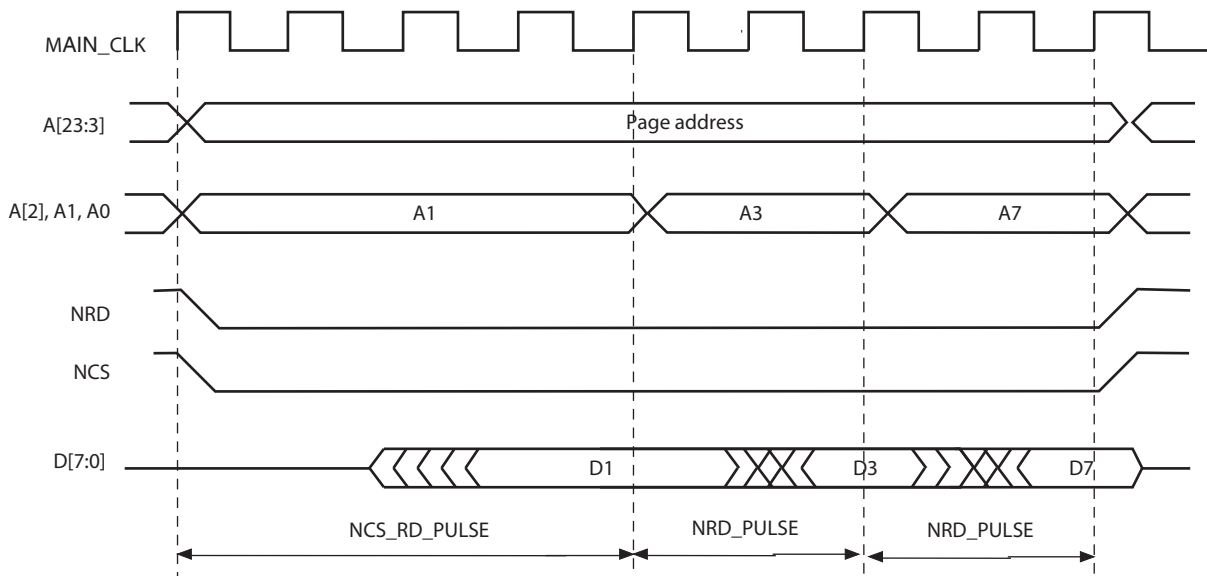 MAIN_CLK
A[23:3]
Page address
A[2], A1, A0
A1
A3
A7
NRD
NCS
D[7:0]
D1
D3
D7
NCS_RD_PULSE
NRD_PULSE
NRD_PULSE